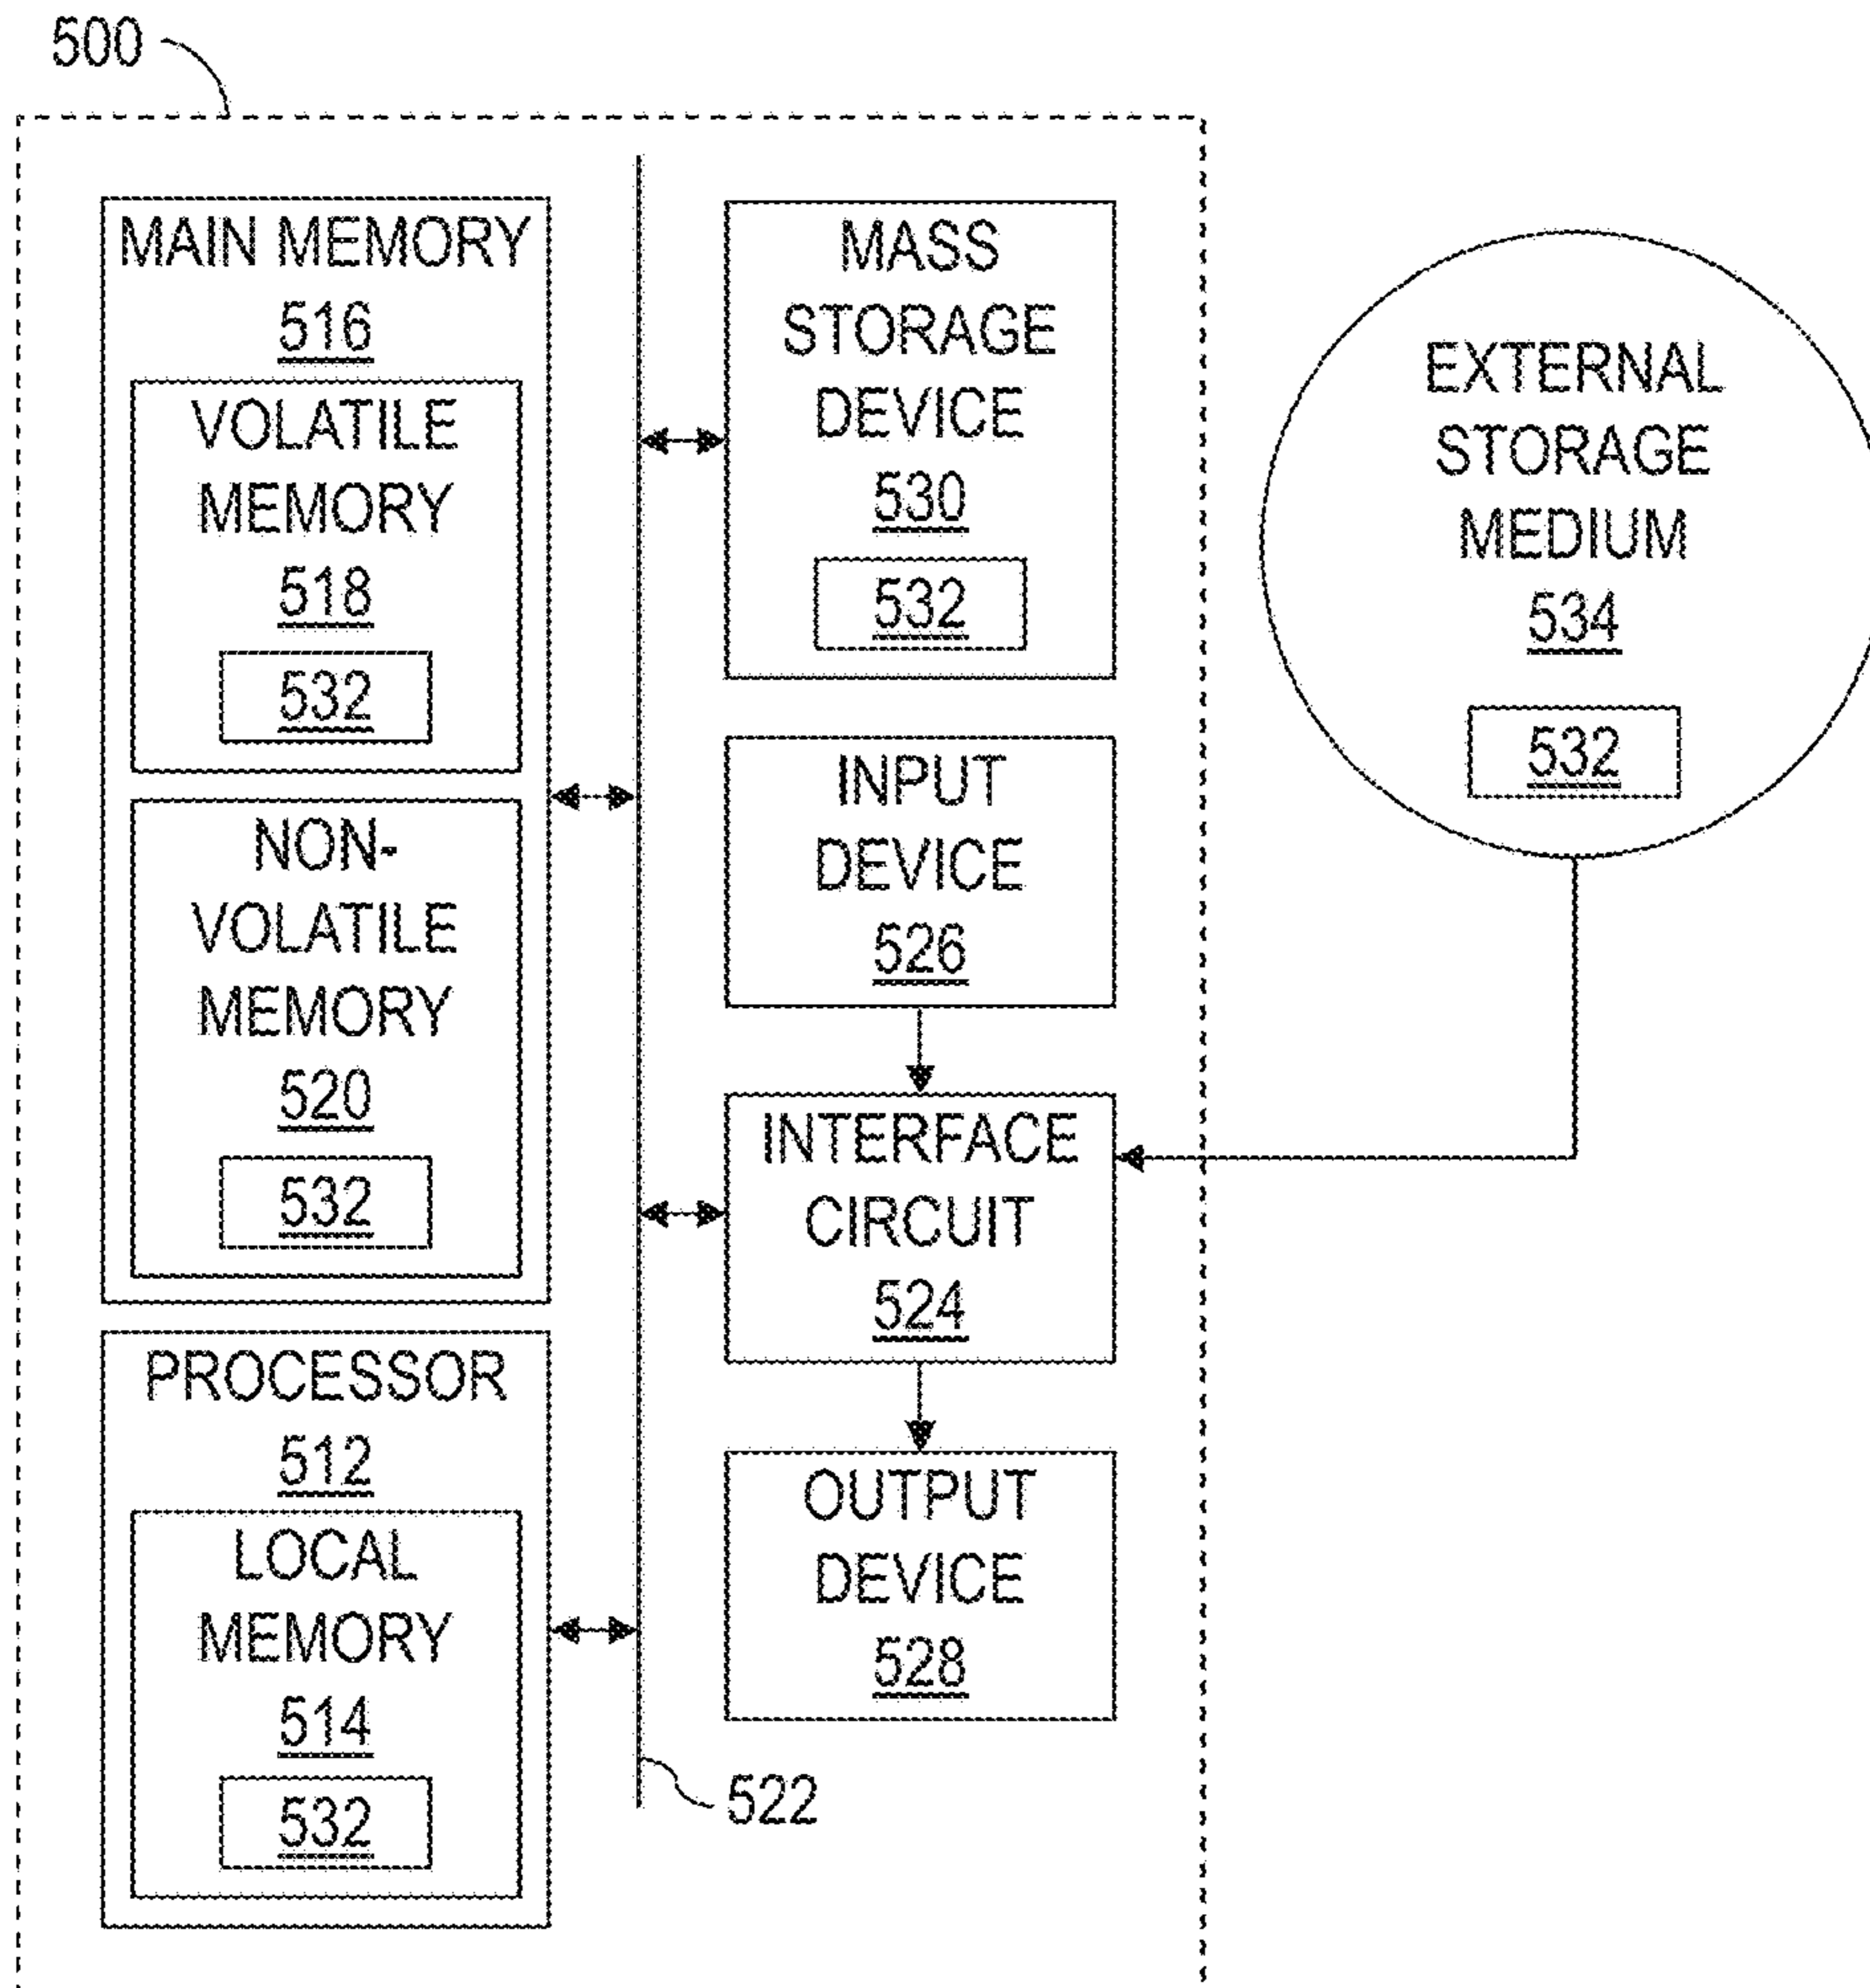 500
MAIN MEMORY
516
VOLATILE
MEMORY
518
532
NON-
VOLATILE
MEMORY
520
532
PROCESSOR
512
LOCAL
MEMORY
514
532
MASS
STORAGE
DEVICE
530
532
INPUT
DEVICE
526
INTERFACE
CIRCUIT
524
OUTPUT
DEVICE
528
522
EXTERNAL
STORAGE
MEDIUM
534
532